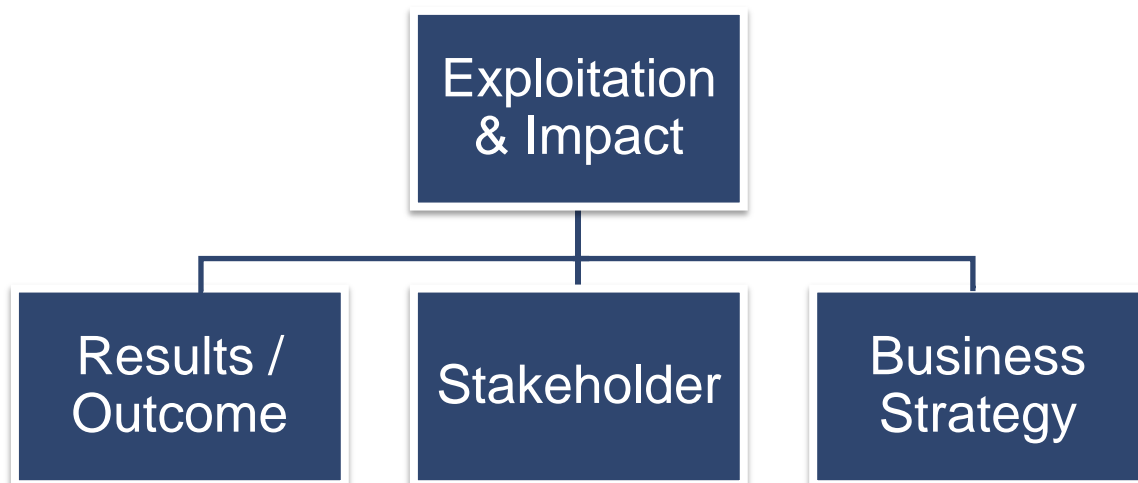 Exploitation
& Impact
Results /
Outcome
Stakeholder
Business
Strategy